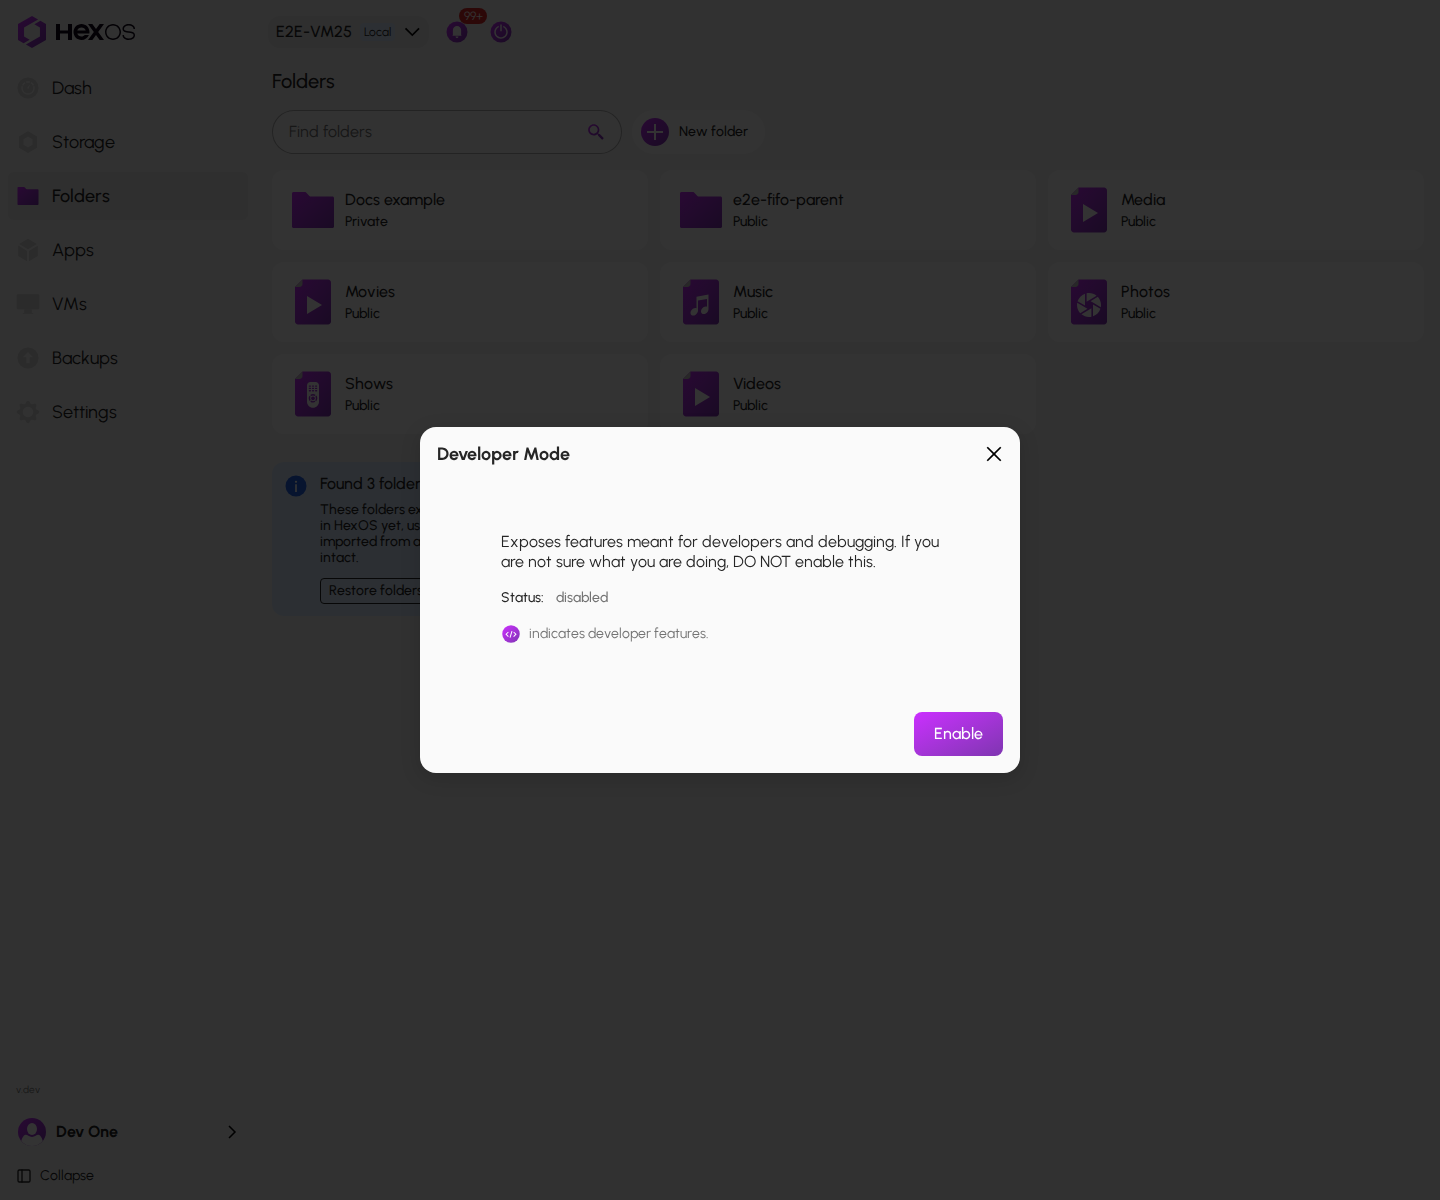 HexOS
E2E-VM25 Local
99+
Dash
Storage
Folders
Apps
VMs
Backups
Settings
Folders
Find folders
New folder
Docs example
Private
e2e-fifo-parent
Public
Media
Public
Movies
Public
Music
Public
Photos
Public
Shows
Public
Videos
Public
Found 3 folder
These folders ex
in HexOS yet, us
imported from
intact.
Restore folders
Developer Mode
Exposes features meant for developers and debugging. If you
are not sure what you are doing, DO NOT enable this.
Status: disabled
indicates developer features.
Enable
v.dev
Dev One
Collapse